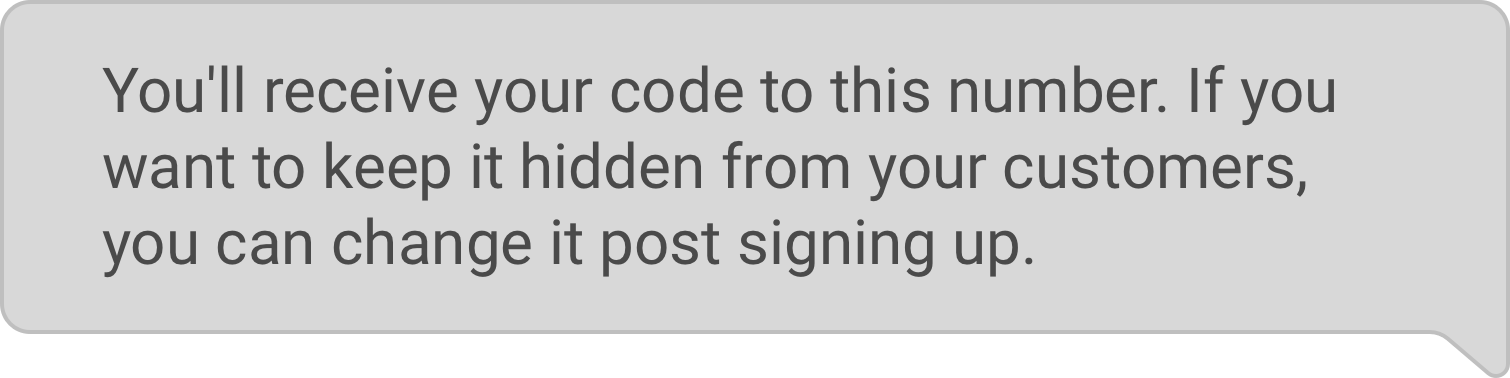 You'll receive your code to this number. If you
want to keep it hidden from your customers,
you can change it post signing up.